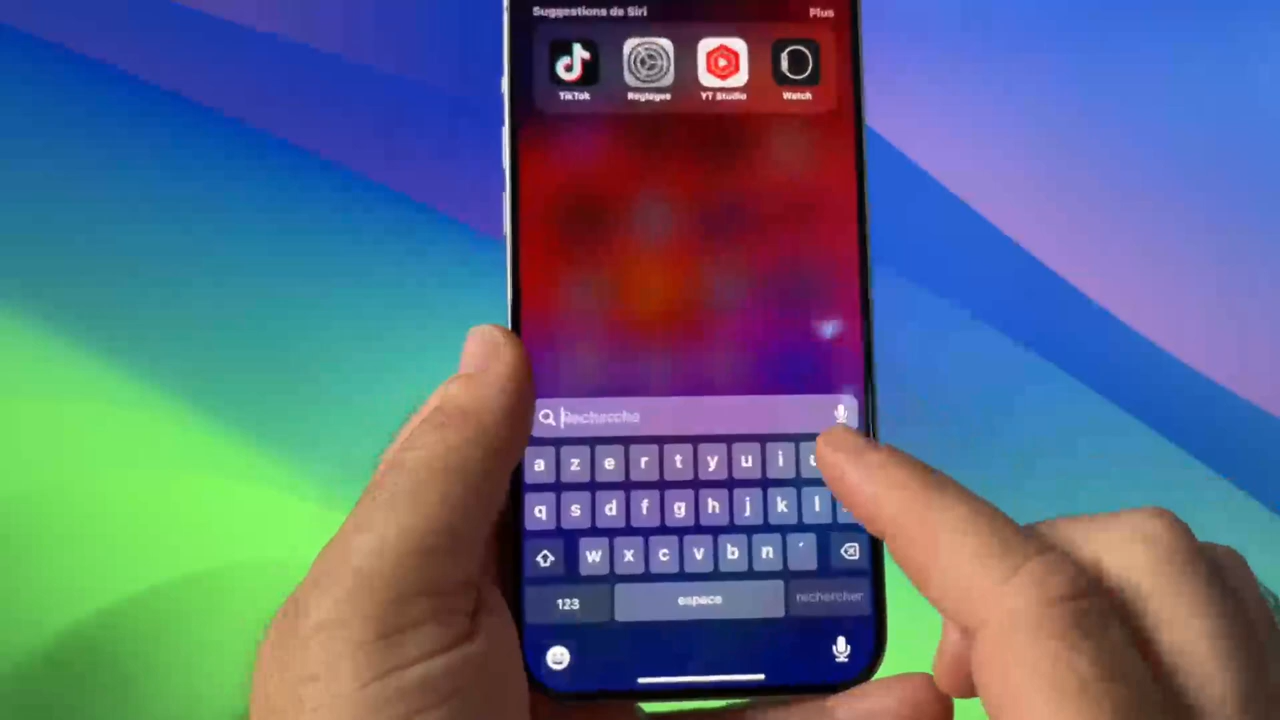 Suggestions de Siri Plus
TikTok Réglages YT Studio Watch
Recherche
a z e r t y u i
q s d f g h j k l
w x c v b n ´
123 espace rechercher